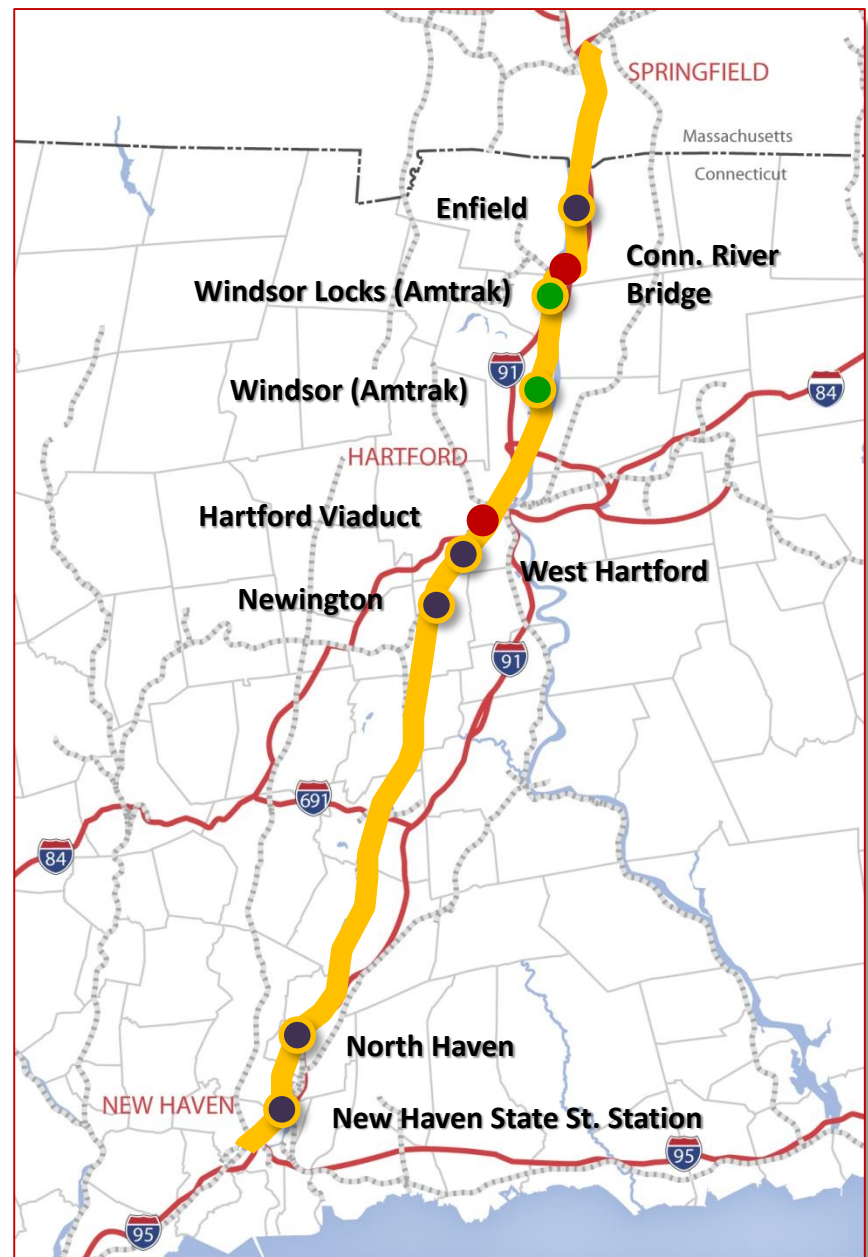 SPRINGFIELD
Massachusetts
Connecticut
Enfield
Conn. River
Bridge
Windsor Locks (Amtrak)
91
84
Windsor (Amtrak)
HARTFORD
Hartford Viaduct
West Hartford
Newington
91
691
84
North Haven
NEW HAVEN
New Haven State St. Station
95
95